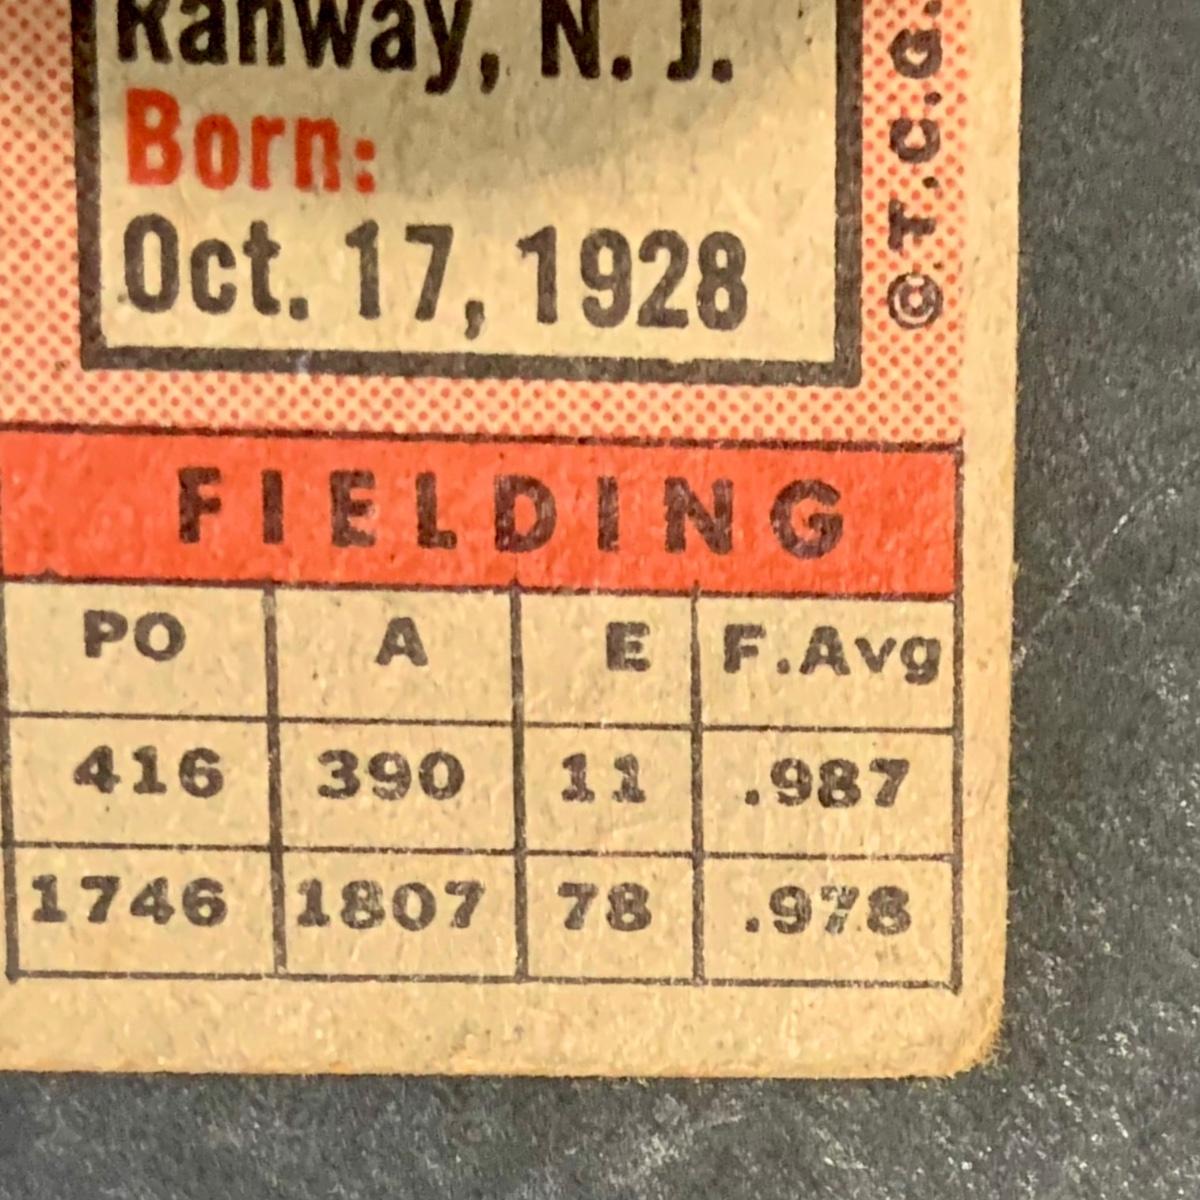 Rahway, N. J.
Born:
Oct. 17, 1928
© T.C.G.
FIELDING
PO A E F.Avg
416 390 11 .987
1746 1807 78 .978